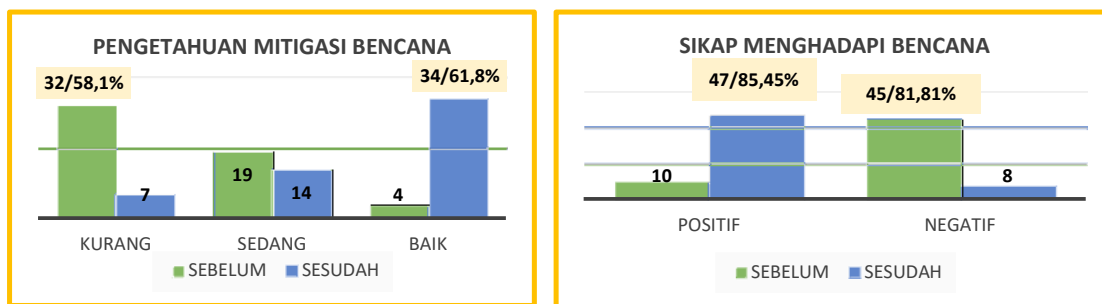 PENGETAHUAN MITIGASI BENCANA
32/58,1%
34/61,8%
7
19
14
4
KURANG
SEDANG
BAIK
SEBELUM
SESUDAH
SIKAP MENGHADAPI BENCANA
47/85,45%
45/81,81%
10
8
POSITIF
NEGATIF
SEBELUM
SESUDAH